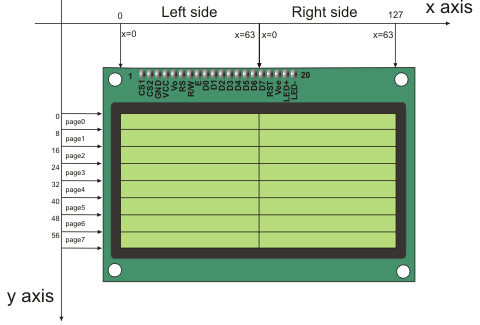 0 Left side Right side 127 x axis
x=0 x=63 x=0 x=63
1 CS1 CS2 GND VCC Vo RS R/W E D0 D1 D2 D3 D4 D5 D6 D7 RST Vee LED+ LED- 20
0 page0
8 page1
16 page2
24 page3
32 page4
40 page5
48 page6
56 page7
y axis